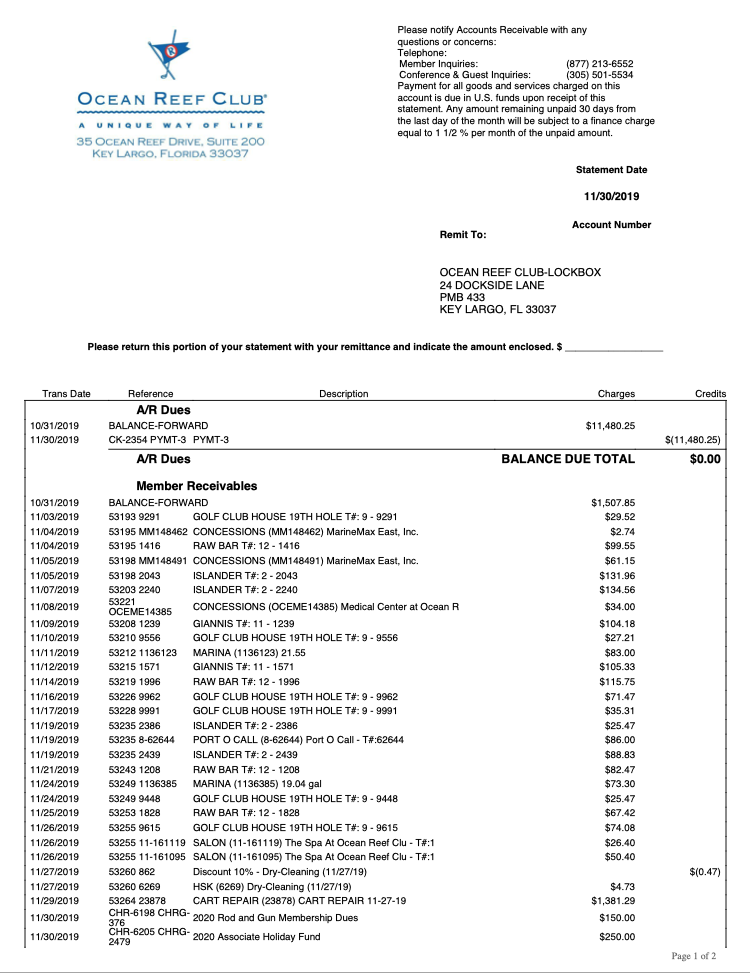 Please notify Accounts Receivable with any
questions or concerns:
Telephone:
Member Inquiries: (877) 213-6552
Conference & Guest Inquiries: (305) 501-5534
Payment for all goods and services charged on this
account is due in U.S. funds upon receipt of this
statement. Any amount remaining unpaid 30 days from
the last day of the month will be subject to a finance charge
equal to 1 1/2 % per month of the unpaid amount.
R
OCEAN REEF CLUB®
A UNIQUE WAY OF LIFE
35 OCEAN REEF DRIVE, SUITE 200
KEY LARGO, FLORIDA 33037
Statement Date
11/30/2019
Account Number
Remit To:
OCEAN REEF CLUB-LOCKBOX
24 DOCKSIDE LANE
PMB 433
KEY LARGO, FL 33037
Please return this portion of your statement with your remittance and indicate the amount enclosed. $ __________________
Trans Date Reference Description Charges Credits
A/R Dues
10/31/2019 BALANCE-FORWARD $11,480.25
11/30/2019 CK-2354 PYMT-3 PYMT-3 $(11,480.25)
A/R Dues BALANCE DUE TOTAL $0.00
Member Receivables
10/31/2019 BALANCE-FORWARD $1,507.85
11/03/2019 53193 9291 GOLF CLUB HOUSE 19TH HOLE T#: 9 - 9291 $29.52
11/04/2019 53195 MM148462 CONCESSIONS (MM148462) MarineMax East, Inc. $2.74
11/04/2019 53195 1416 RAW BAR T#: 12 - 1416 $99.55
11/05/2019 53198 MM148491 CONCESSIONS (MM148491) MarineMax East, Inc. $61.15
11/05/2019 53198 2043 ISLANDER T#: 2 - 2043 $131.96
11/07/2019 53203 2240 ISLANDER T#: 2 - 2240 $134.56
11/08/2019 53221 OCEME14385 CONCESSIONS (OCEME14385) Medical Center at Ocean R $34.00
11/09/2019 53208 1239 GIANNIS T#: 11 - 1239 $104.18
11/10/2019 53210 9556 GOLF CLUB HOUSE 19TH HOLE T#: 9 - 9556 $27.21
11/11/2019 53212 1136123 MARINA (1136123) 21.55 $83.00
11/12/2019 53215 1571 GIANNIS T#: 11 - 1571 $105.33
11/14/2019 53219 1996 RAW BAR T#: 12 - 1996 $115.75
11/16/2019 53226 9962 GOLF CLUB HOUSE 19TH HOLE T#: 9 - 9962 $71.47
11/17/2019 53228 9991 GOLF CLUB HOUSE 19TH HOLE T#: 9 - 9991 $35.31
11/19/2019 53235 2386 ISLANDER T#: 2 - 2386 $25.47
11/19/2019 53235 8-62644 PORT O CALL (8-62644) Port O Call - T#:62644 $86.00
11/19/2019 53235 2439 ISLANDER T#: 2 - 2439 $88.83
11/21/2019 53243 1208 RAW BAR T#: 12 - 1208 $82.47
11/24/2019 53249 1136385 MARINA (1136385) 19.04 gal $73.30
11/24/2019 53249 9448 GOLF CLUB HOUSE 19TH HOLE T#: 9 - 9448 $25.47
11/25/2019 53253 1828 RAW BAR T#: 12 - 1828 $67.42
11/26/2019 53255 9615 GOLF CLUB HOUSE 19TH HOLE T#: 9 - 9615 $74.08
11/26/2019 53255 11-161119 SALON (11-161119) The Spa At Ocean Reef Clu - T#:1 $26.40
11/26/2019 53255 11-161095 SALON (11-161095) The Spa At Ocean Reef Clu - T#:1 $50.40
11/27/2019 53260 862 Discount 10% - Dry-Cleaning (11/27/19) $(0.47)
11/27/2019 53260 6269 HSK (6269) Dry-Cleaning (11/27/19) $4.73
11/29/2019 53264 23878 CART REPAIR (23878) CART REPAIR 11-27-19 $1,381.29
11/30/2019 CHR-6198 CHRG-376 2020 Rod and Gun Membership Dues $150.00
11/30/2019 CHR-6205 CHRG-2479 2020 Associate Holiday Fund $250.00
Page 1 of 2